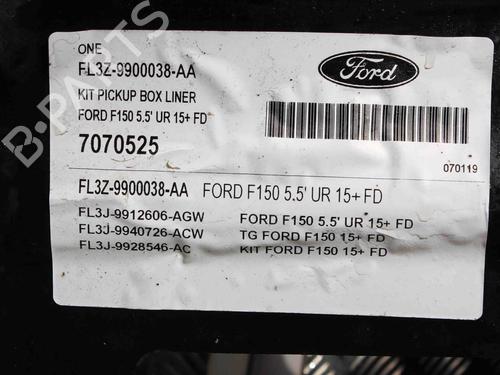 ONE
FL3Z-9900038-AA
KIT PICKUP BOX LINER
FORD F150 5.5' UR 15+ FD
7070525
Ford
070119
FL3Z-9900038-AA FORD F150 5.5' UR 15+ FD
FL3J-9912606-AGW FORD F150 5.5' UR 15+ FD
FL3J-9940726-ACW TG FORD F150 15+ FD
FL3J-9928546-AC KIT FORD F150 15+ FD
B-PARTS